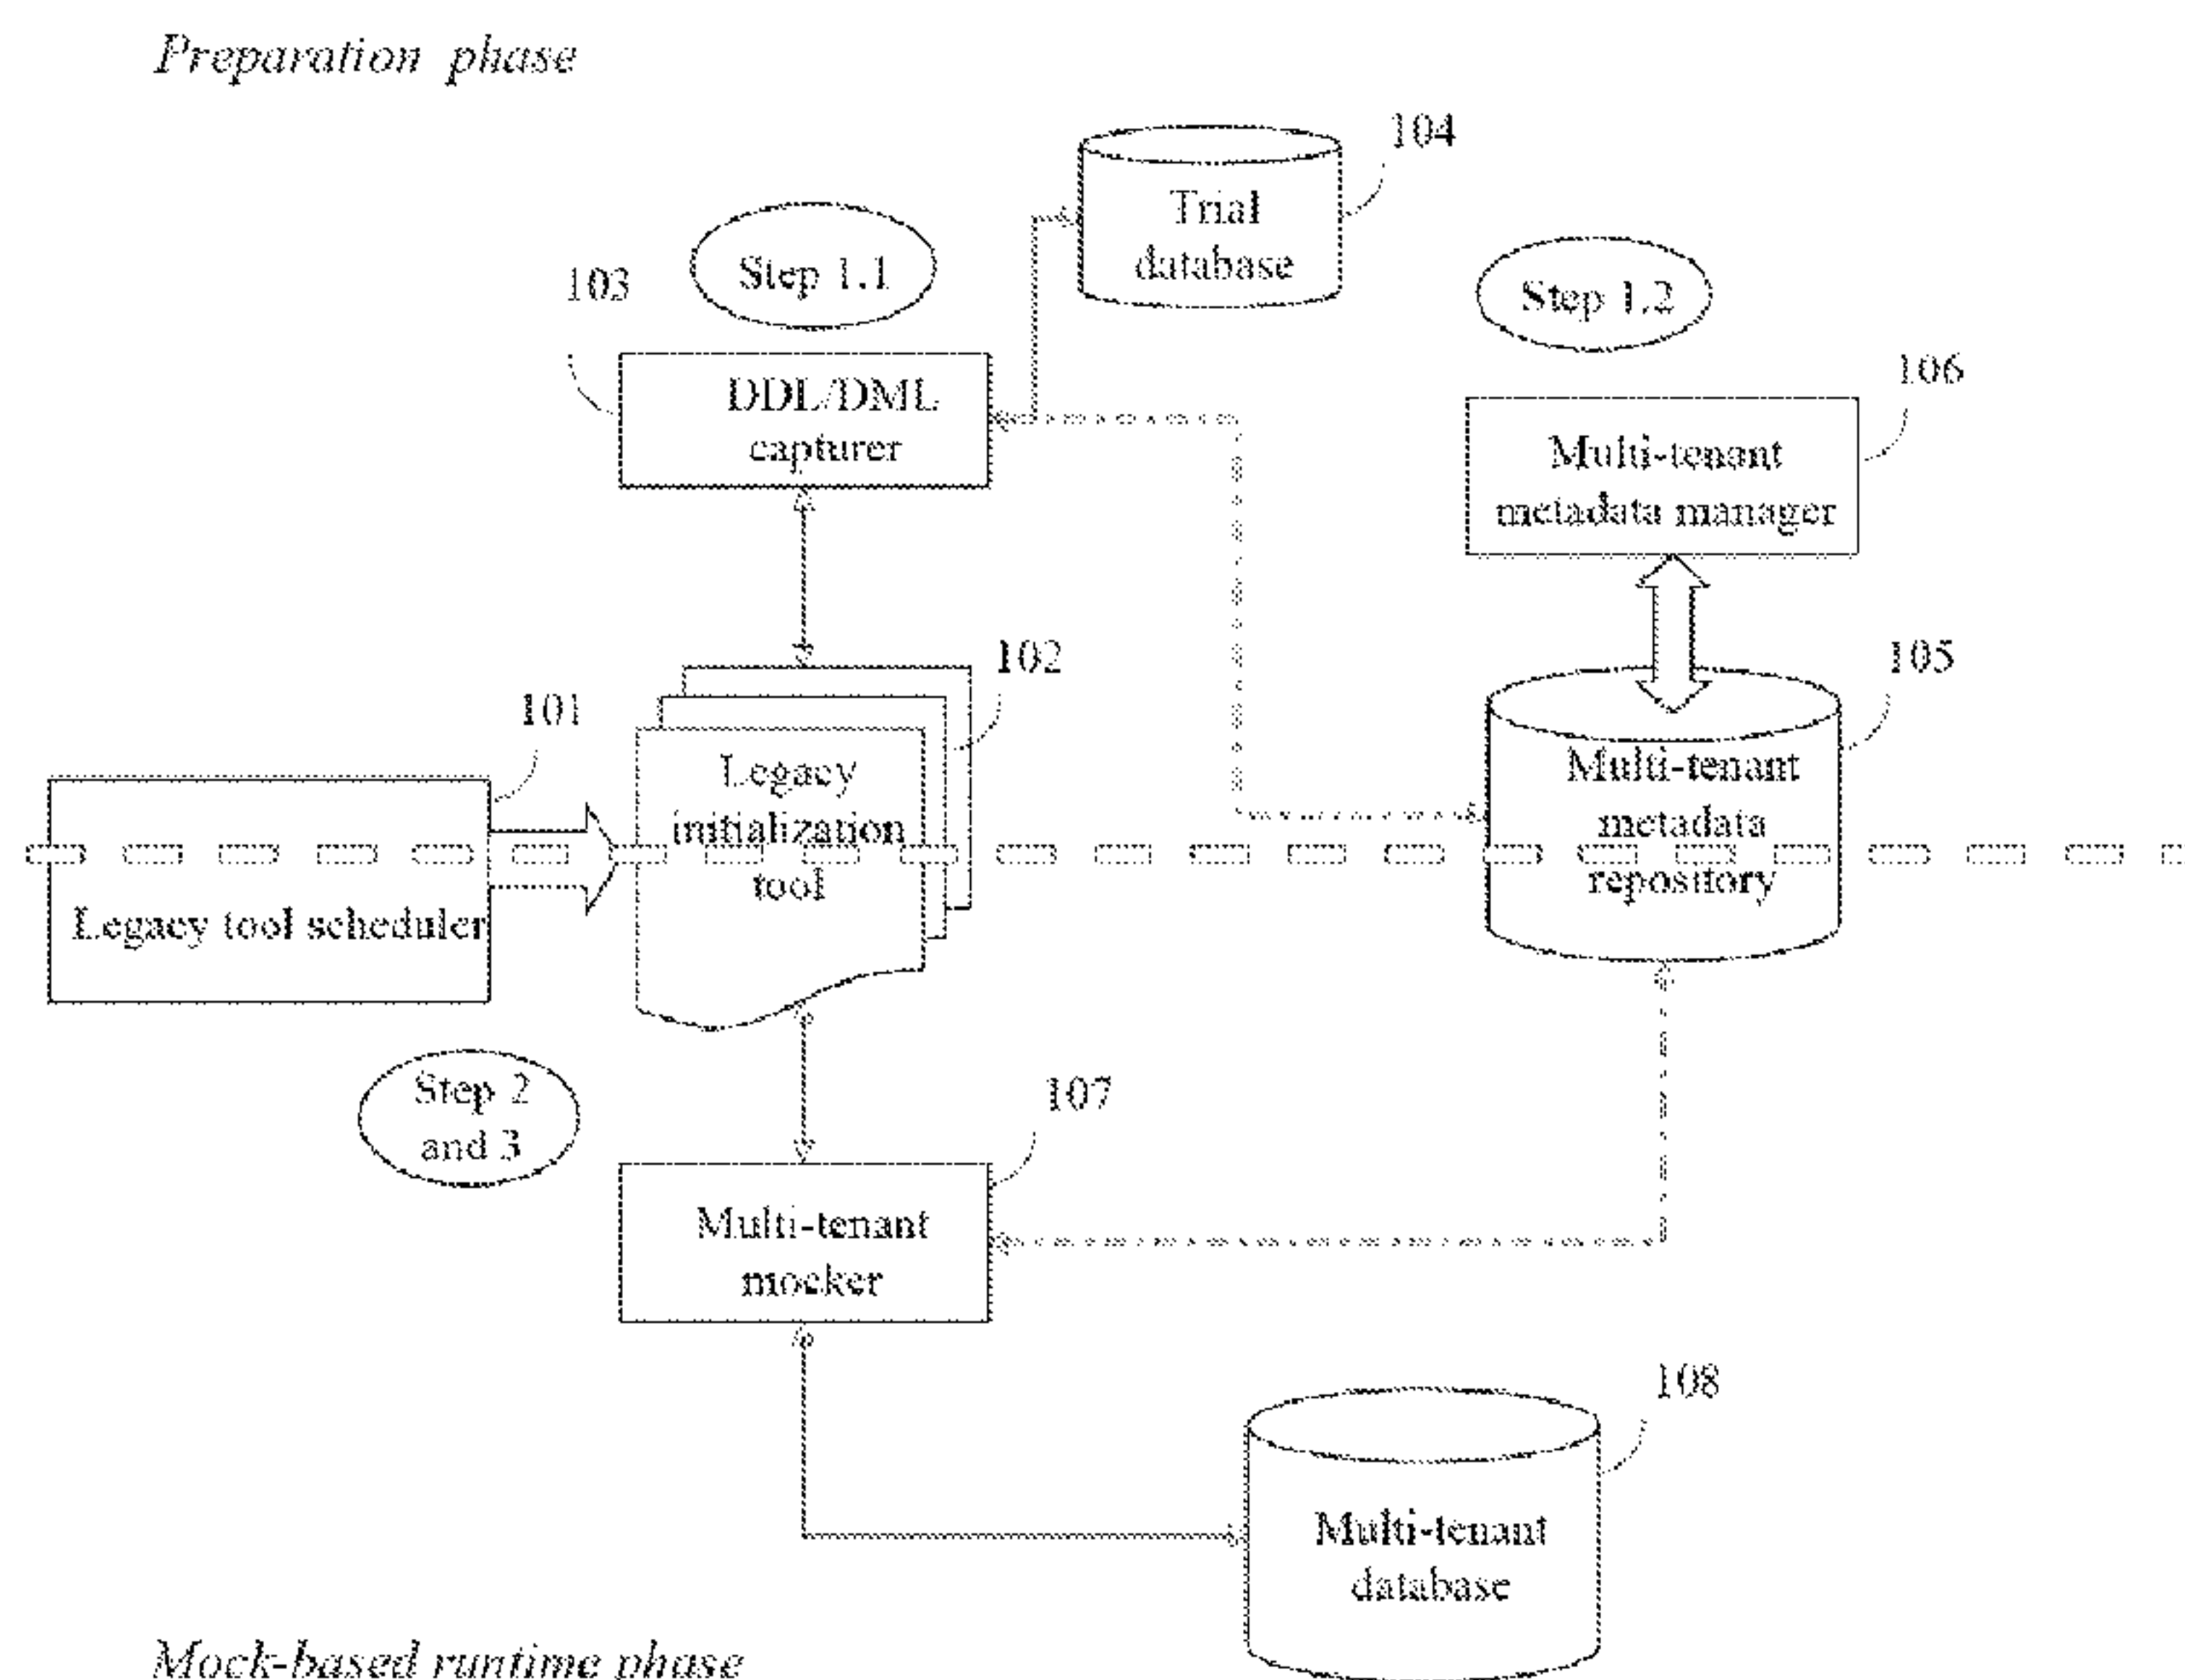 Preparation phase
104
Trial
database
Step 1.1
103
Step 1.2
DDL/DML
capturer
106
Multi-tenant
metadata manager
102
105
101
Legacy
initialization
tool
Multi-tenant
metadata
repository
Legacy tool scheduler
Step 2
and 3
107
Multi-tenant
mocker
108
Multi-tenant
database
Mock-based runtime phase